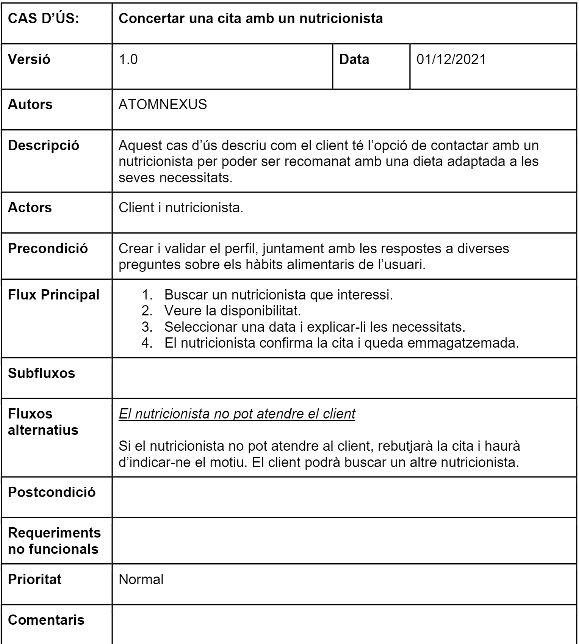 CAS D'ÚS: Concertar una cita amb un nutricionista
Versió 1.0 Data 01/12/2021
Autors ATOMNEXUS
Descripció Aquest cas d'ús descriu com el client té l'opció de contactar amb un
nutricionista per poder ser recomanat amb una dieta adaptada a les
seves necessitats.
Actors Client i nutricionista.
Precondició Crear i validar el perfil, juntament amb les respostes a diverses
preguntes sobre els hàbits alimentaris de l'usuari.
Flux Principal 1. Buscar un nutricionista que interessi.
2. Veure la disponibilitat.
3. Seleccionar una data i explicar-li les necessitats.
4. El nutricionista confirma la cita i queda emmagatzemada.
Subfluxos
Fluxos alternatius El nutricionista no pot atendre el client
Si el nutricionista no pot atendre al client, rebutjarà la cita i haurà
d'indicar-ne el motiu. El client podrà buscar un altre nutricionista.
Postcondició
Requeriments
no funcionals
Prioritat Normal
Comentaris